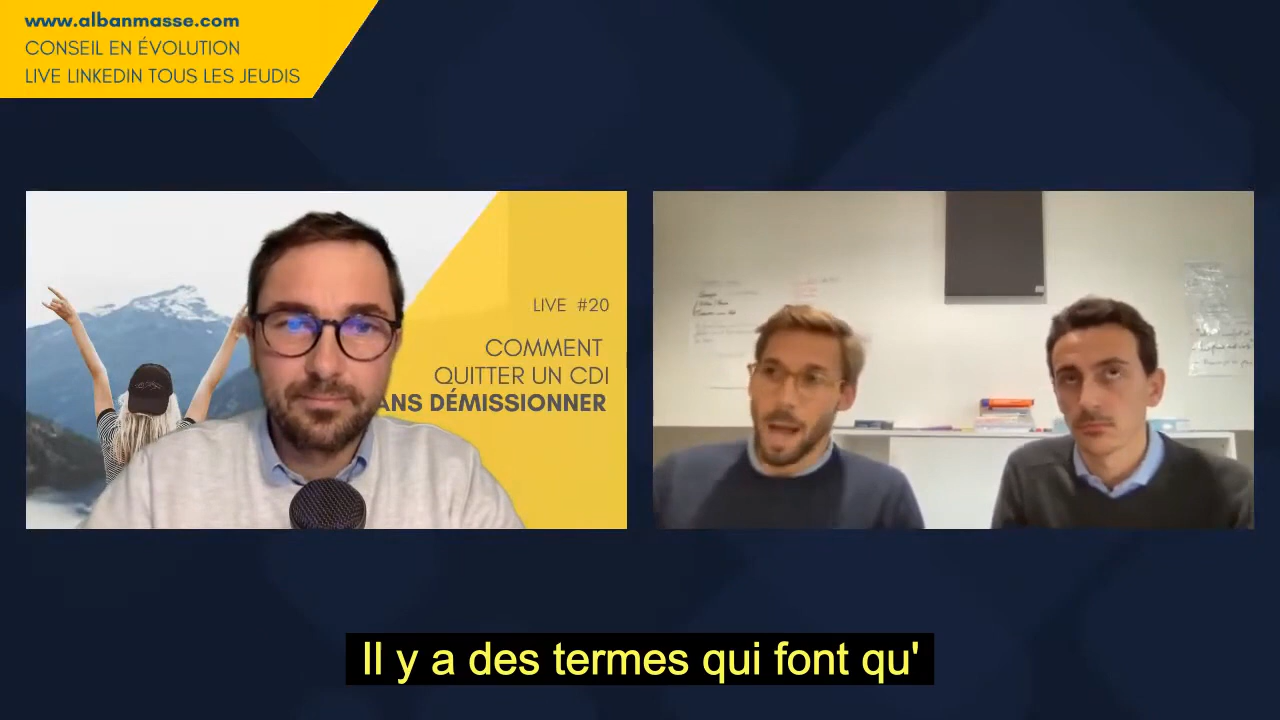 www.albanmasse.com
CONSEIL EN ÉVOLUTION
LIVE LINKEDIN TOUS LES JEUDIS
LIVE #20
COMMENT
QUITTER UN CDI
ANS DÉMISSIONNER
Il y a des termes qui font qu'